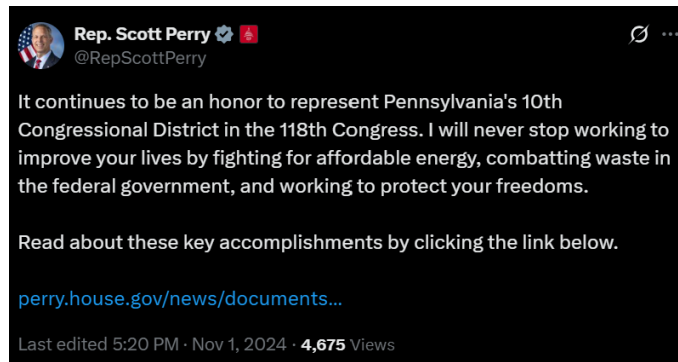 Rep. Scott Perry
@RepScottPerry
It continues to be an honor to represent Pennsylvania's 10th
Congressional District in the 118th Congress. I will never stop working to
improve your lives by fighting for affordable energy, combatting waste in
the federal government, and working to protect your freedoms.
Read about these key accomplishments by clicking the link below.
perry.house.gov/news/documents...
Last edited 5:20 PM · Nov 1, 2024 · 4,675 Views